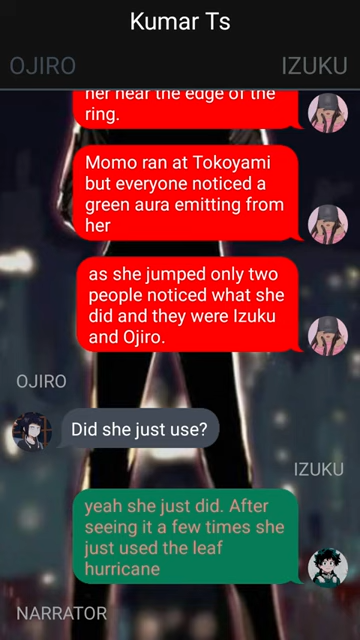 Kumar Ts
OJIRO
IZUKU
her near the edge of the
ring.
Momo ran at Tokoyami
but everyone noticed a
green aura emitting from
her
as she jumped only two
people noticed what she
did and they were Izuku
and Ojiro.
OJIRO
Did she just use?
IZUKU
yeah she just did. After
seeing it a few times she
just used the leaf
hurricane
NARRATOR